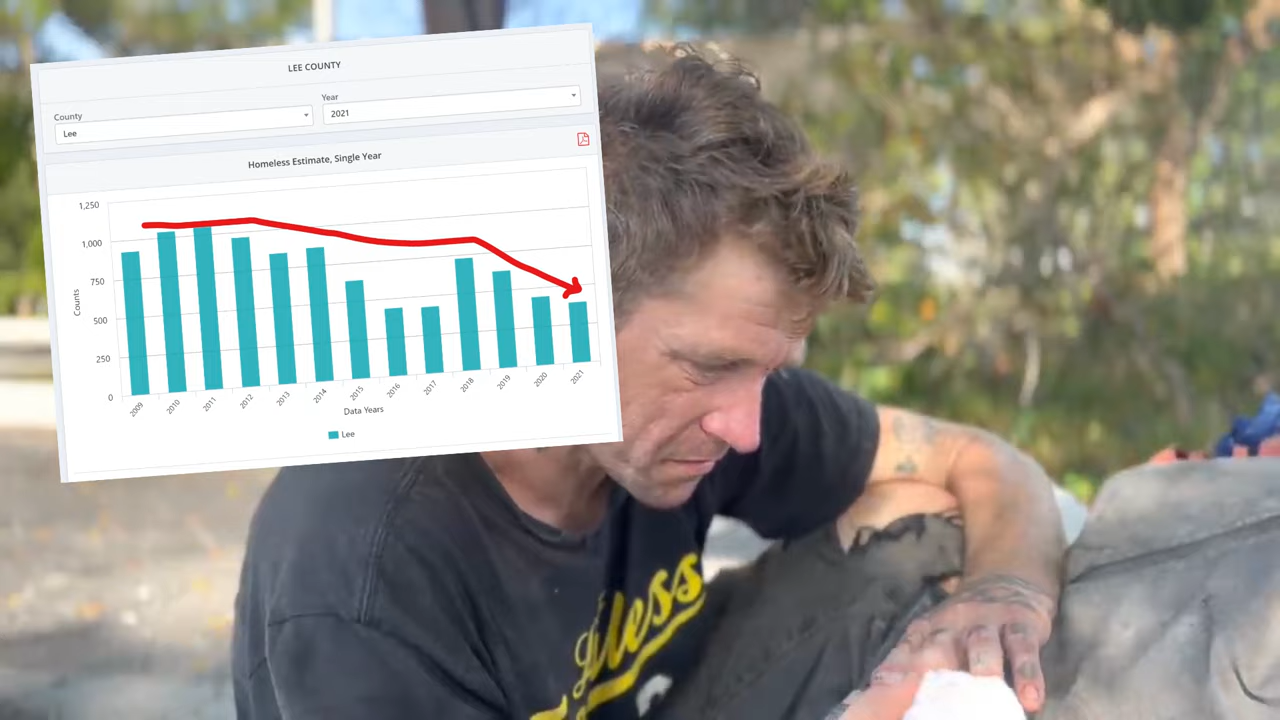 LEE COUNTY
County
Year
Lee
2021
Homeless Estimate, Single Year
1,250
1,000
750
500
250
0
Counts
2009
2010
2011
2012
2013
2014
2015
2016
2017
2018
2019
2020
2021
Data Years
Lee